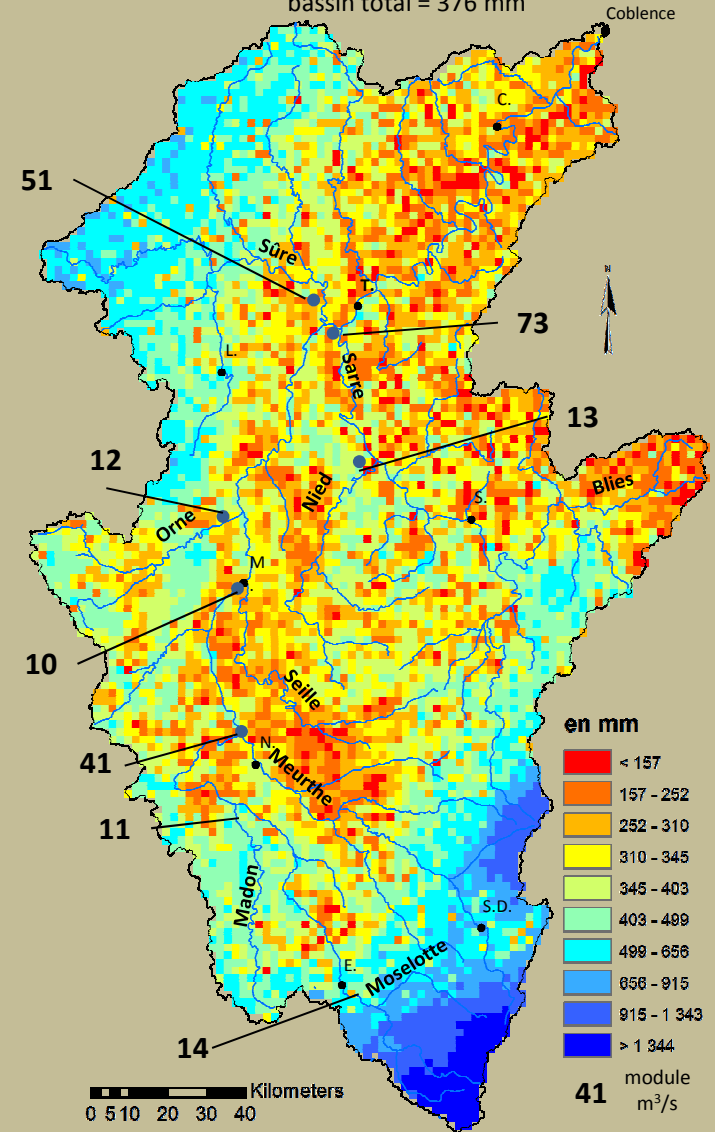 bassin total = 376 mm
Coblence
C.
51
Sûre
T.
N
73
L.
Sarre
13
12
Nied
Blies
Orne
S.
M
.
10
Seille
en mm
41
N.
Meurthe
< 157
157 - 252
11
252 - 310
310 - 345
345 - 403
Madon
403 - 499
S.D.
499 - 656
E.
Moselotte
656 - 915
915 - 1 343
14
> 1 344
Kilometers
0 5 10 20 30 40
41 module
m³/s